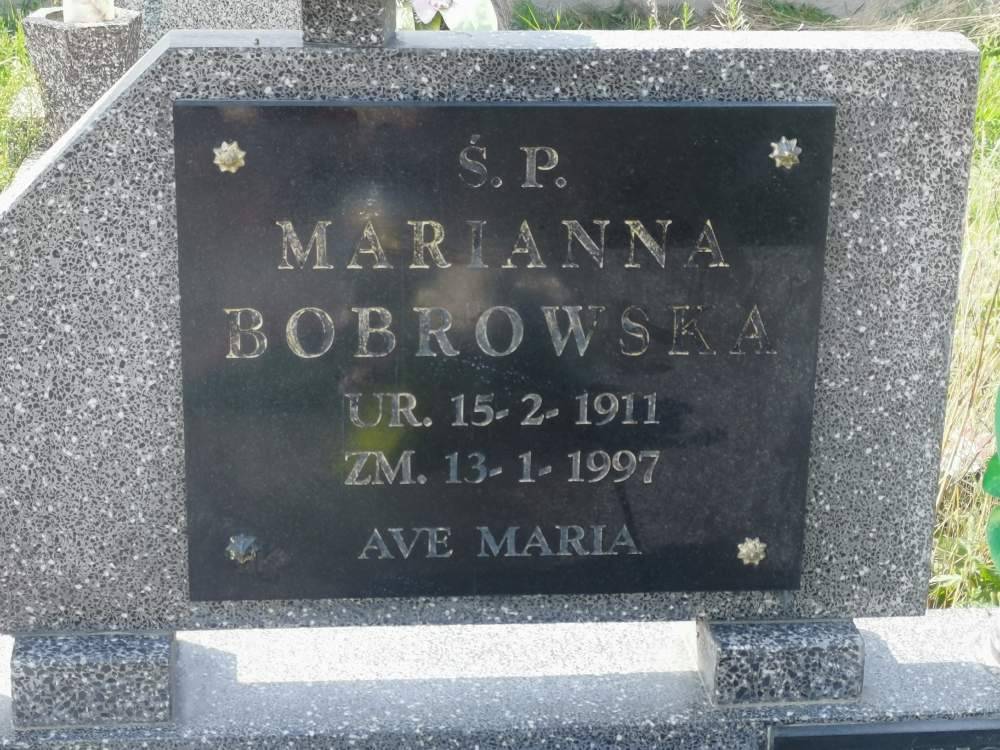 Ś. P.
MARIANNA
BOBROWSKA
UR. 15- 2- 1911
ZM. 13- 1- 1997
AVE MARIA